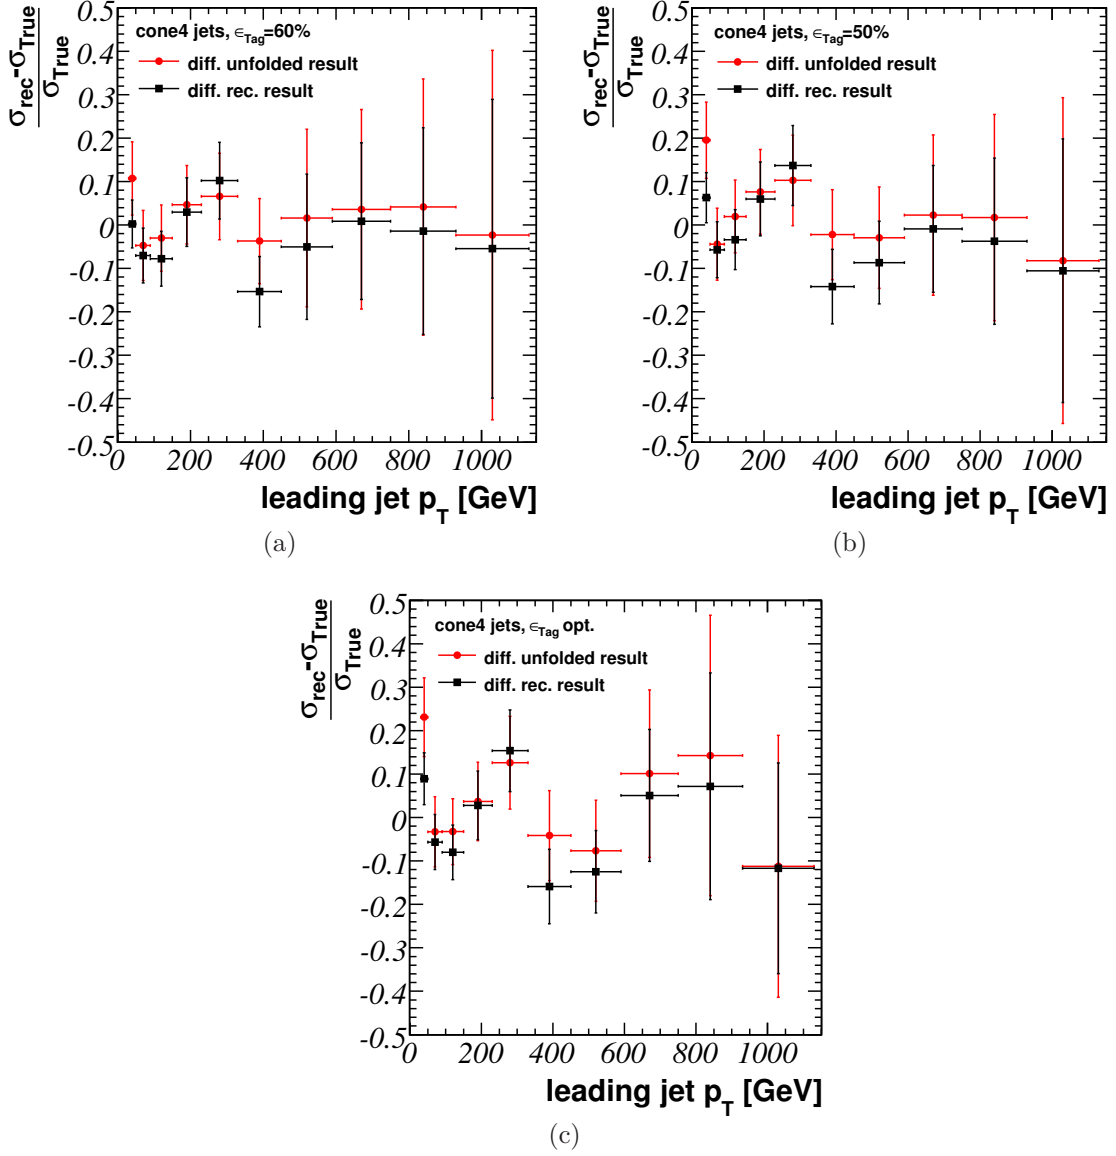 σrec-σTrue
σTrue
0.5
0.4
0.3
0.2
0.1
0
-0.1
-0.2
-0.3
-0.4
-0.5
cone4 jets, ϵTag=60%
diff. unfolded result
diff. rec. result
0 200 400 600 800 1000
leading jet pT [GeV]
(a)
σrec-σTrue
σTrue
0.5
0.4
0.3
0.2
0.1
0
-0.1
-0.2
-0.3
-0.4
-0.5
cone4 jets, ϵTag=50%
diff. unfolded result
diff. rec. result
0 200 400 600 800 1000
leading jet pT [GeV]
(b)
σrec-σTrue
σTrue
0.5
0.4
0.3
0.2
0.1
0
-0.1
-0.2
-0.3
-0.4
-0.5
cone4 jets, ϵTag opt.
diff. unfolded result
diff. rec. result
0 200 400 600 800 1000
leading jet pT [GeV]
(c)